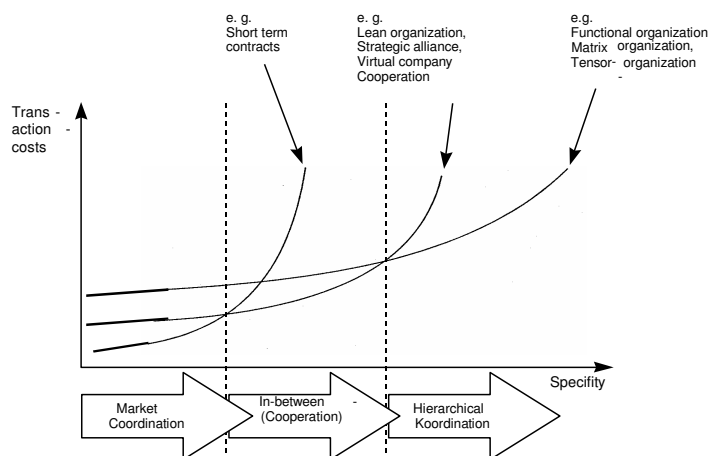 e. g.
Short term
contracts
e. g.
Lean organization,
Strategic alliance,
Virtual company
Cooperation
e.g.
Functional organization
Matrix organization,
Tensor- organization
-
Trans -
action -
costs
Specifity
Market
Coordination
In-between -
(Cooperation)
Hierarchical
Koordination